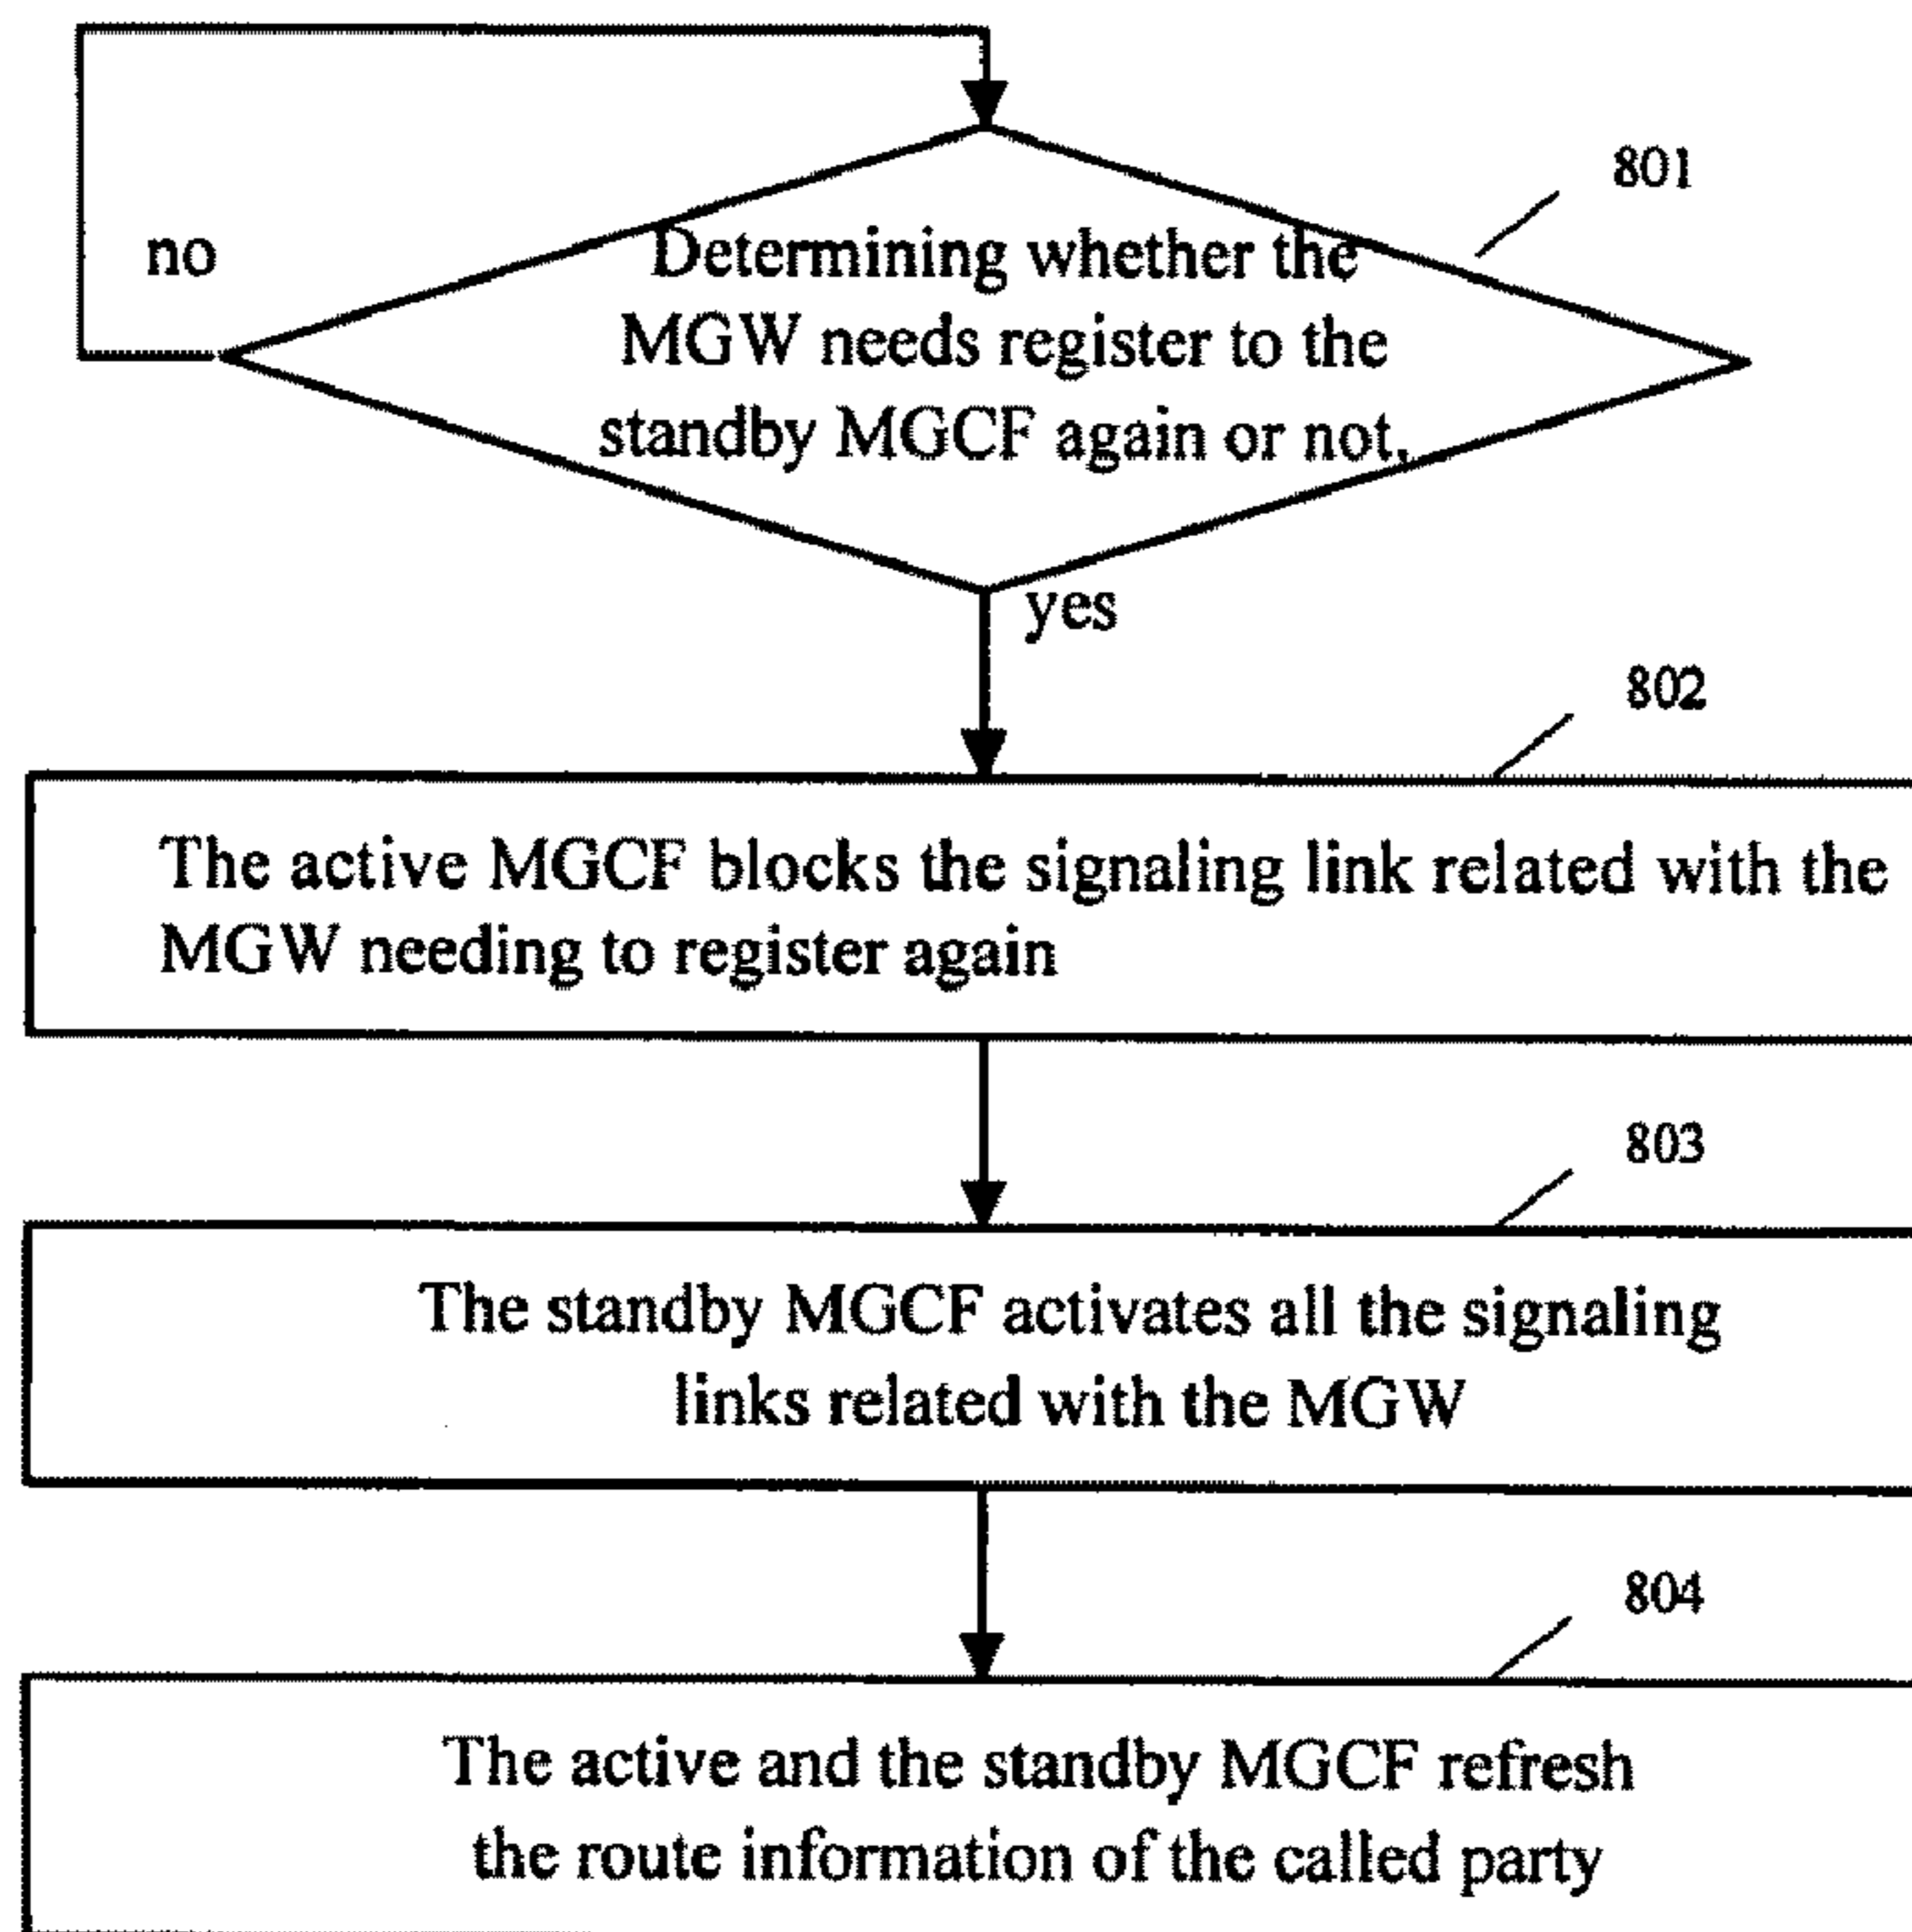 801
no
Determining whether the
MGW needs register to the
standby MGCF again or not.
yes
802
The active MGCF blocks the signaling link related with the
MGW needing to register again
803
The standby MGCF activates all the signaling
links related with the MGW
804
The active and the standby MGCF refresh
the route information of the called party